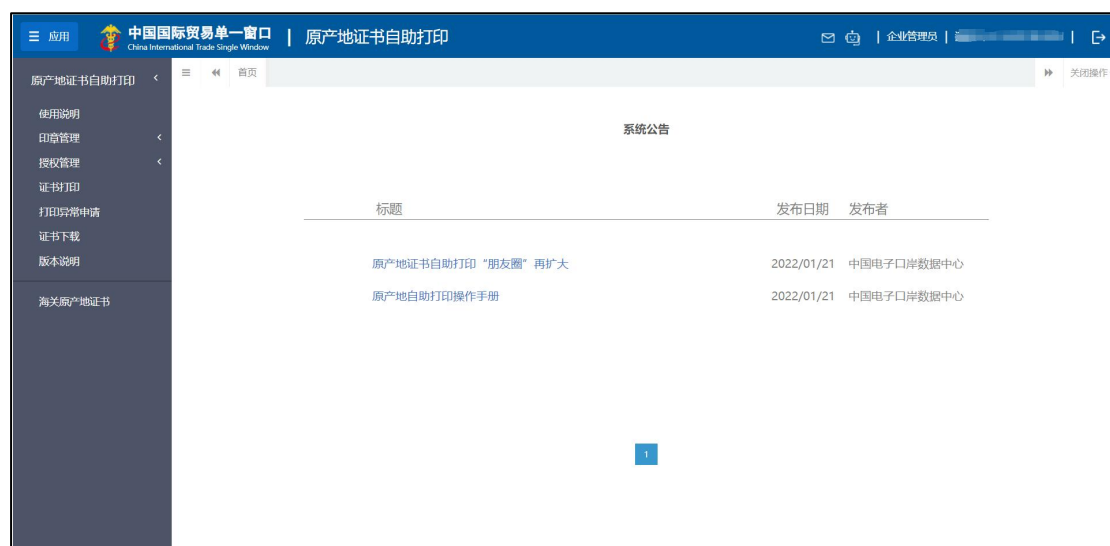 应用
中国国际贸易单一窗口 | 原产地证书自助打印
China International Trade Single Window
| 企业管理员 |
原产地证书自助打印
首页
关闭操作
使用说明
印章管理
授权管理
证书打印
打印异常申请
证书下载
版本说明
海关原产地证书
系统公告
标题 发布日期 发布者
原产地证书自助打印“朋友圈”再扩大 2022/01/21 中国电子口岸数据中心
原产地自助打印操作手册 2022/01/21 中国电子口岸数据中心
1